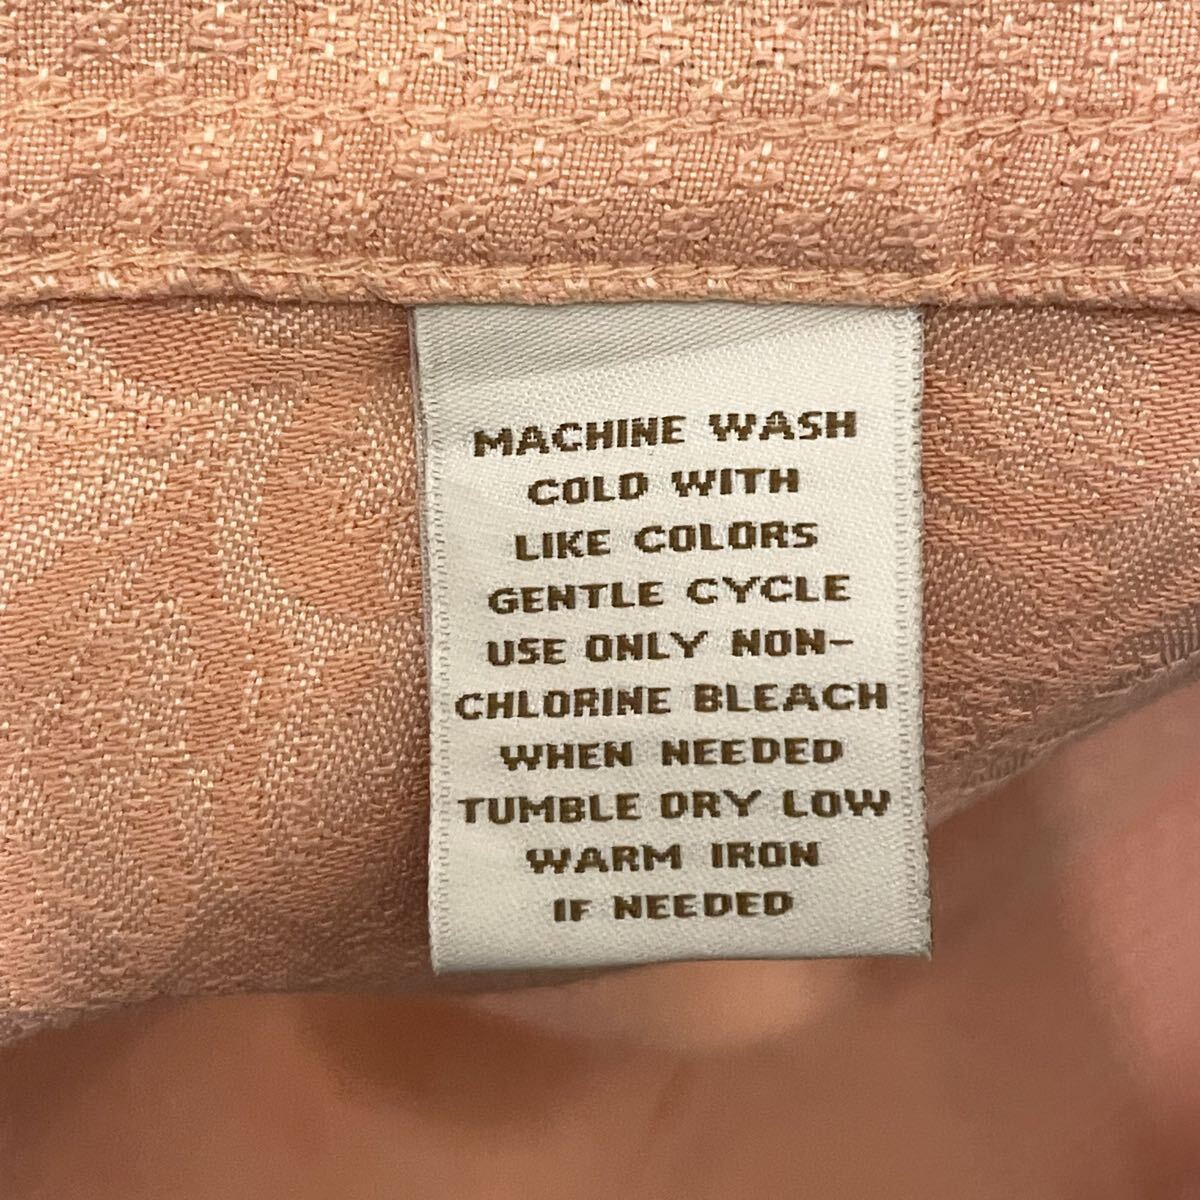 MACHINE WASH
COLD WITH
LIKE COLORS
GENTLE CYCLE
USE ONLY NON-
CHLORINE BLEACH
WHEN NEEDED
TUMBLE DRY LOW
WARM IRON
IF NEEDED